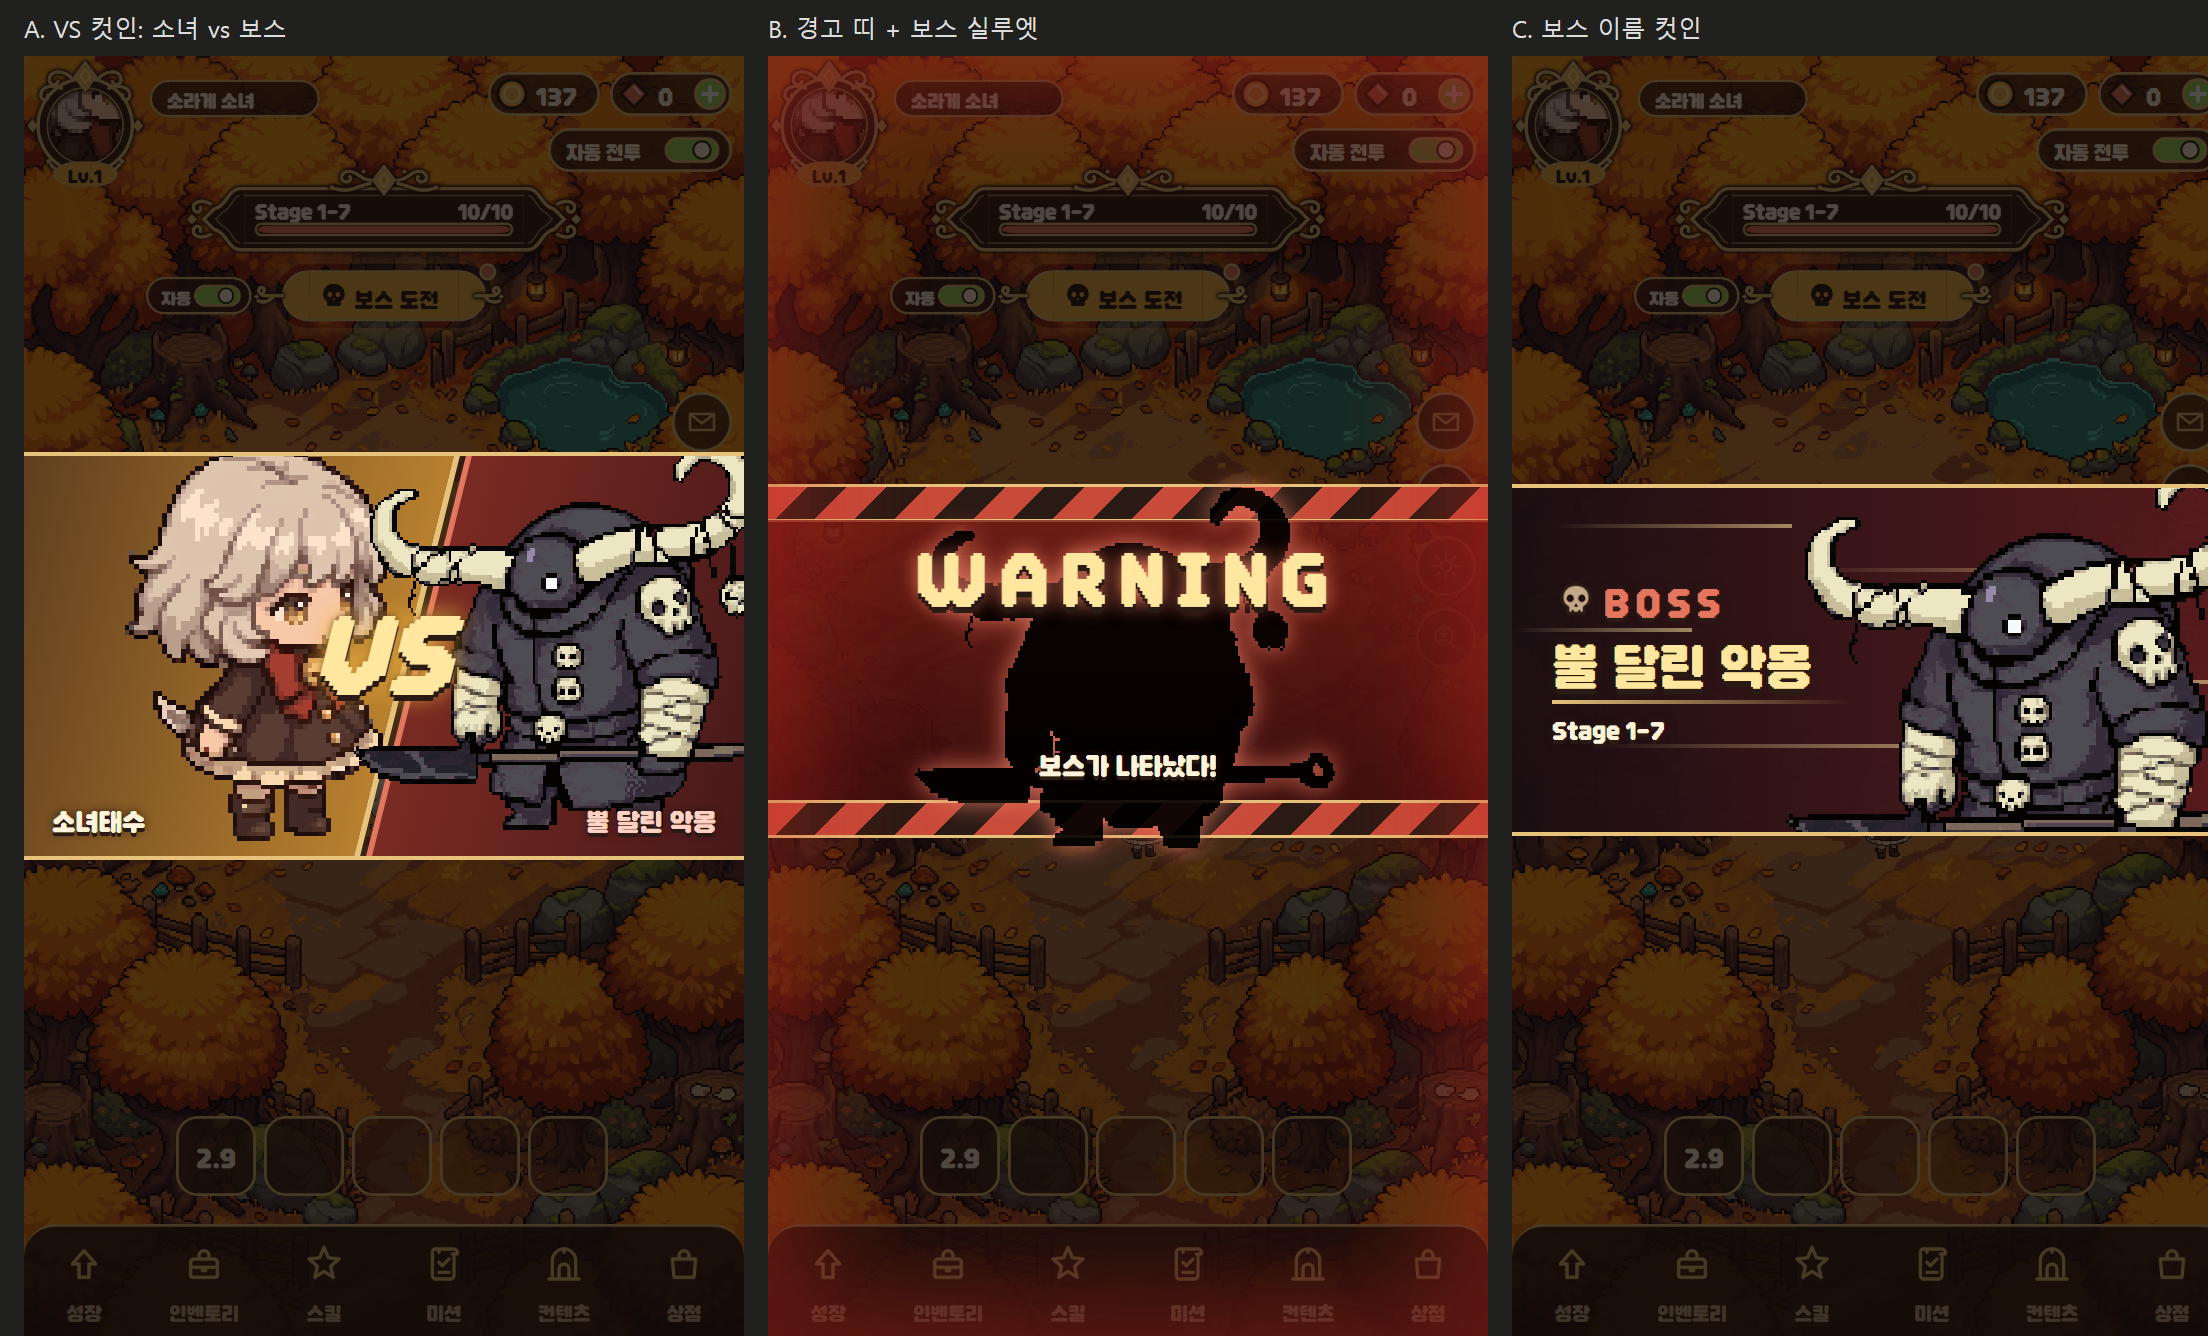 A. VS 컷인: 소녀 vs 보스
소라게 소녀
137
0
자동 전투
Lv.1
Stage 1-7
10/10
자동
보스 도전
VS
소녀태수
뿔 달린 악몽
2.9
성장
인벤토리
스킬
미션
컨텐츠
상점
B. 경고 띠 + 보스 실루엣
소라게 소녀
137
0
자동 전투
Lv.1
Stage 1-7
10/10
자동
보스 도전
WARNING
보스가 나타났다!
2.9
성장
인벤토리
스킬
미션
컨텐츠
상점
C. 보스 이름 컷인
소라게 소녀
137
0
자동 전투
Lv.1
Stage 1-7
10/10
자동
보스 도전
BOSS
뿔 달린 악몽
Stage 1-7
2.9
성장
인벤토리
스킬
미션
컨텐츠
상점